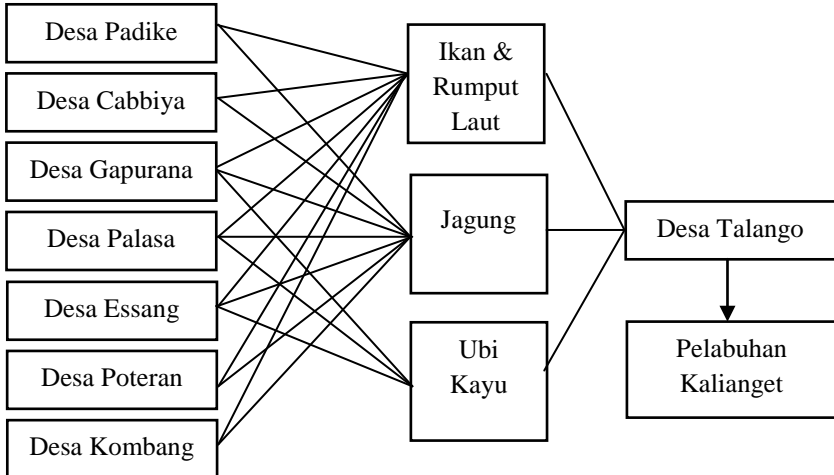 Desa Padike
Desa Cabbiya
Desa Gapurana
Desa Palasa
Desa Essang
Desa Poteran
Desa Kombang
Ikan &
Rumput
Laut
Jagung
Ubi
Kayu
Desa Talango
Pelabuhan
Kalianget